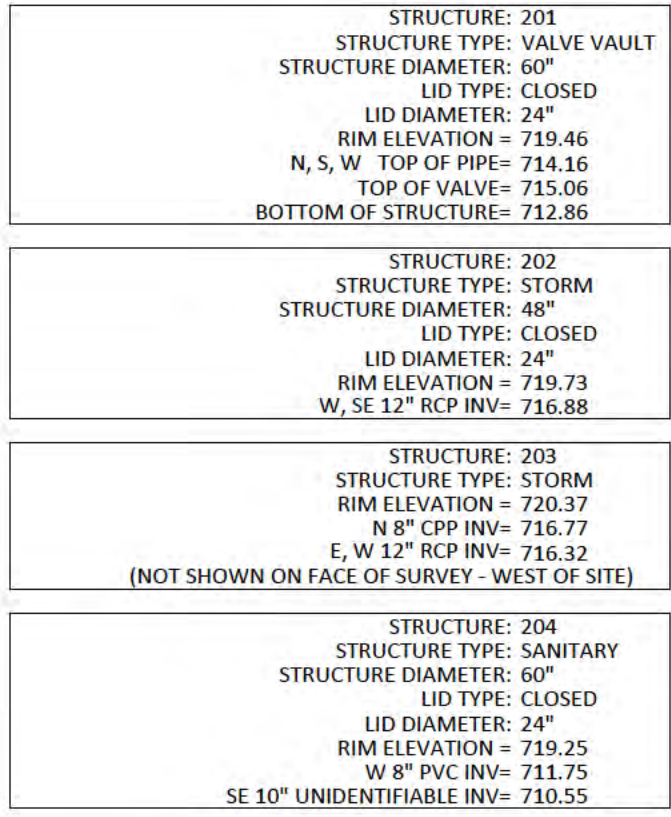 STRUCTURE: 201
STRUCTURE TYPE: VALVE VAULT
STRUCTURE DIAMETER: 60"
LID TYPE: CLOSED
LID DIAMETER: 24"
RIM ELEVATION = 719.46
N, S, W TOP OF PIPE= 714.16
TOP OF VALVE= 715.06
BOTTOM OF STRUCTURE= 712.86
STRUCTURE: 202
STRUCTURE TYPE: STORM
STRUCTURE DIAMETER: 48"
LID TYPE: CLOSED
LID DIAMETER: 24"
RIM ELEVATION = 719.73
W, SE 12" RCP INV= 716.88
STRUCTURE: 203
STRUCTURE TYPE: STORM
RIM ELEVATION = 720.37
N 8" CPP INV= 716.77
E, W 12" RCP INV= 716.32
(NOT SHOWN ON FACE OF SURVEY - WEST OF SITE)
STRUCTURE: 204
STRUCTURE TYPE: SANITARY
STRUCTURE DIAMETER: 60"
LID TYPE: CLOSED
LID DIAMETER: 24"
RIM ELEVATION = 719.25
W 8" PVC INV= 711.75
SE 10" UNIDENTIFIABLE INV= 710.55